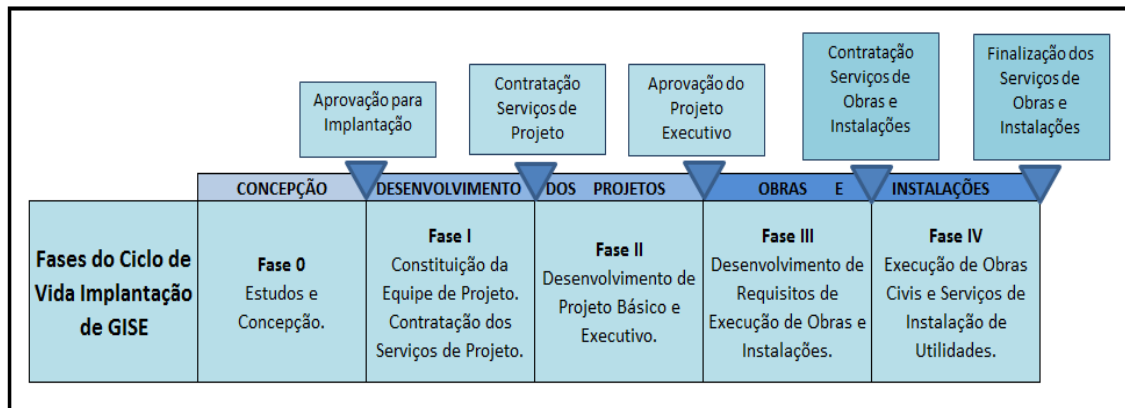 Aprovação para
Implantação
Contratação
Serviços de
Projeto
Aprovação do
Projeto
Executivo
Contratação
Serviços de
Obras e
Instalações
Finalização dos
Serviços de
Obras e
Instalações
CONCEPÇÃO
DESENVOLVIMENTO DOS PROJETOS
OBRAS E INSTALAÇÕES
Fases do Ciclo de
Vida Implantação
de GISE
Fase 0
Estudos e
Concepção.
Fase I
Constituição da
Equipe de Projeto.
Contratação dos
Serviços de Projeto.
Fase II
Desenvolvimento de
Projeto Básico e
Executivo.
Fase III
Desenvolvimento de
Requisitos de
Execução de Obras e
Instalações.
Fase IV
Execução de Obras
Civis e Serviços de
Instalação de
Utilidades.